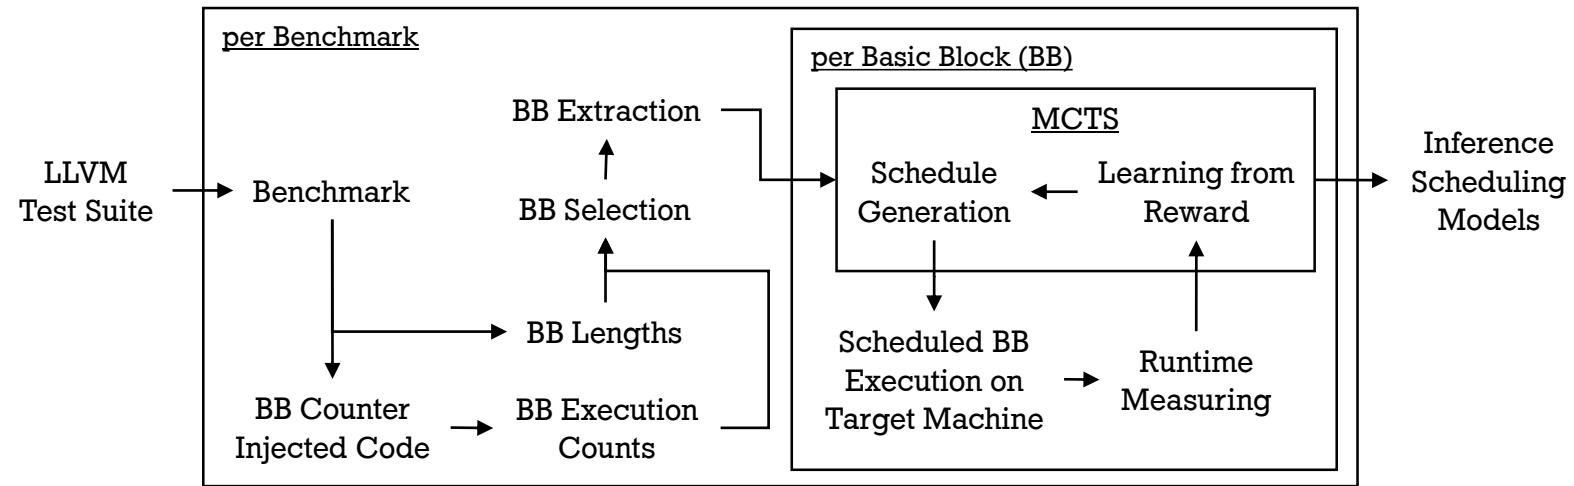 LLVM
Test Suite
per Benchmark
Benchmark
BB Counter
Injected Code
BB Extraction
BB Selection
BB Lengths
BB Execution
Counts
per Basic Block (BB)
MCTS
Schedule
Generation
Learning from
Reward
Scheduled BB
Execution on
Target Machine
Runtime
Measuring
Inference
Scheduling
Models